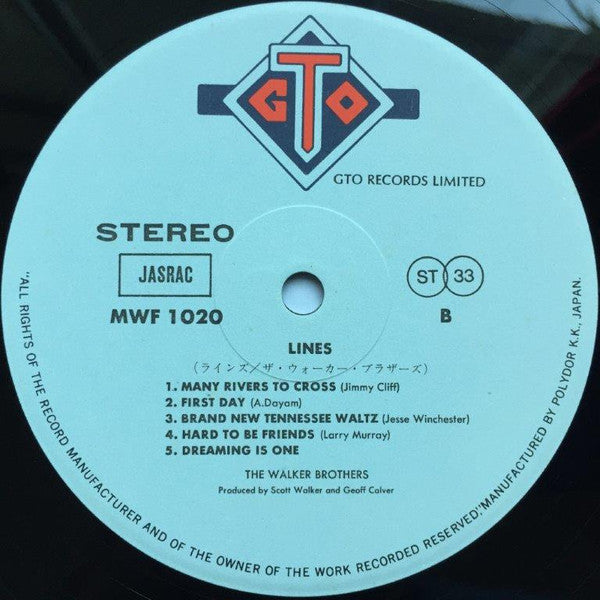 GTO
GTO RECORDS LIMITED
STEREO
JASRAC
ST 33
MWF 1020
B
LINES
(ラインズ/ザ・ウォーカー・ブラザーズ)
1. MANY RIVERS TO CROSS (Jimmy Cliff)
2. FIRST DAY (A.Dayam)
3. BRAND NEW TENNESSEE WALTZ (Jesse Winchester)
4. HARD TO BE FRIENDS (Larry Murray)
5. DREAMING IS ONE
THE WALKER BROTHERS
Produced by Scott Walker and Geoff Calver
"ALL RIGHTS OF THE RECORD MANUFACTURER AND OF THE OWNER OF THE WORK RECORDED RESERVED."MANUFACTURED BY POLYDOR K.K., JAPAN.